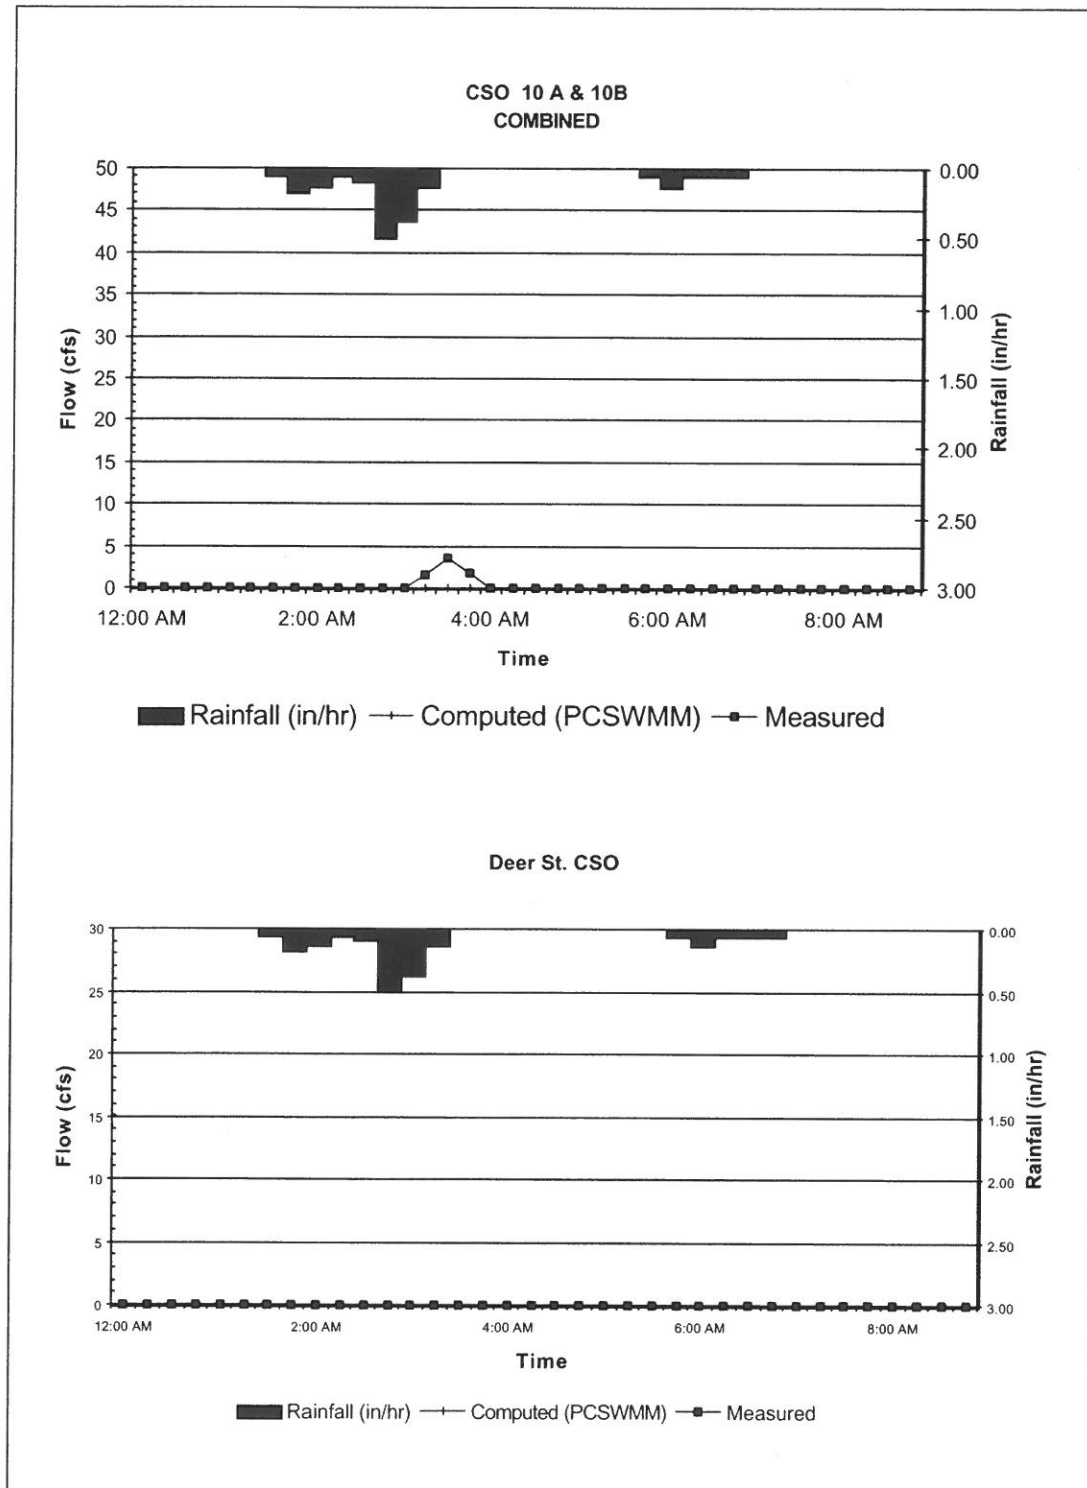 CSO 10 A & 10B
COMBINED
50
45
40
35
30
25
20
15
10
5
0
Flow (cfs)
0.00
0.50
1.00
1.50
2.00
2.50
3.00
Rainfall (in/hr)
12:00 AM 2:00 AM 4:00 AM 6:00 AM 8:00 AM
Time
Rainfall (in/hr) Computed (PCSWMM) Measured
Deer St. CSO
30
25
20
15
10
5
0
Flow (cfs)
0.00
0.50
1.00
1.50
2.00
2.50
3.00
Rainfall (in/hr)
12:00 AM 2:00 AM 4:00 AM 6:00 AM 8:00 AM
Time
Rainfall (in/hr) Computed (PCSWMM) Measured